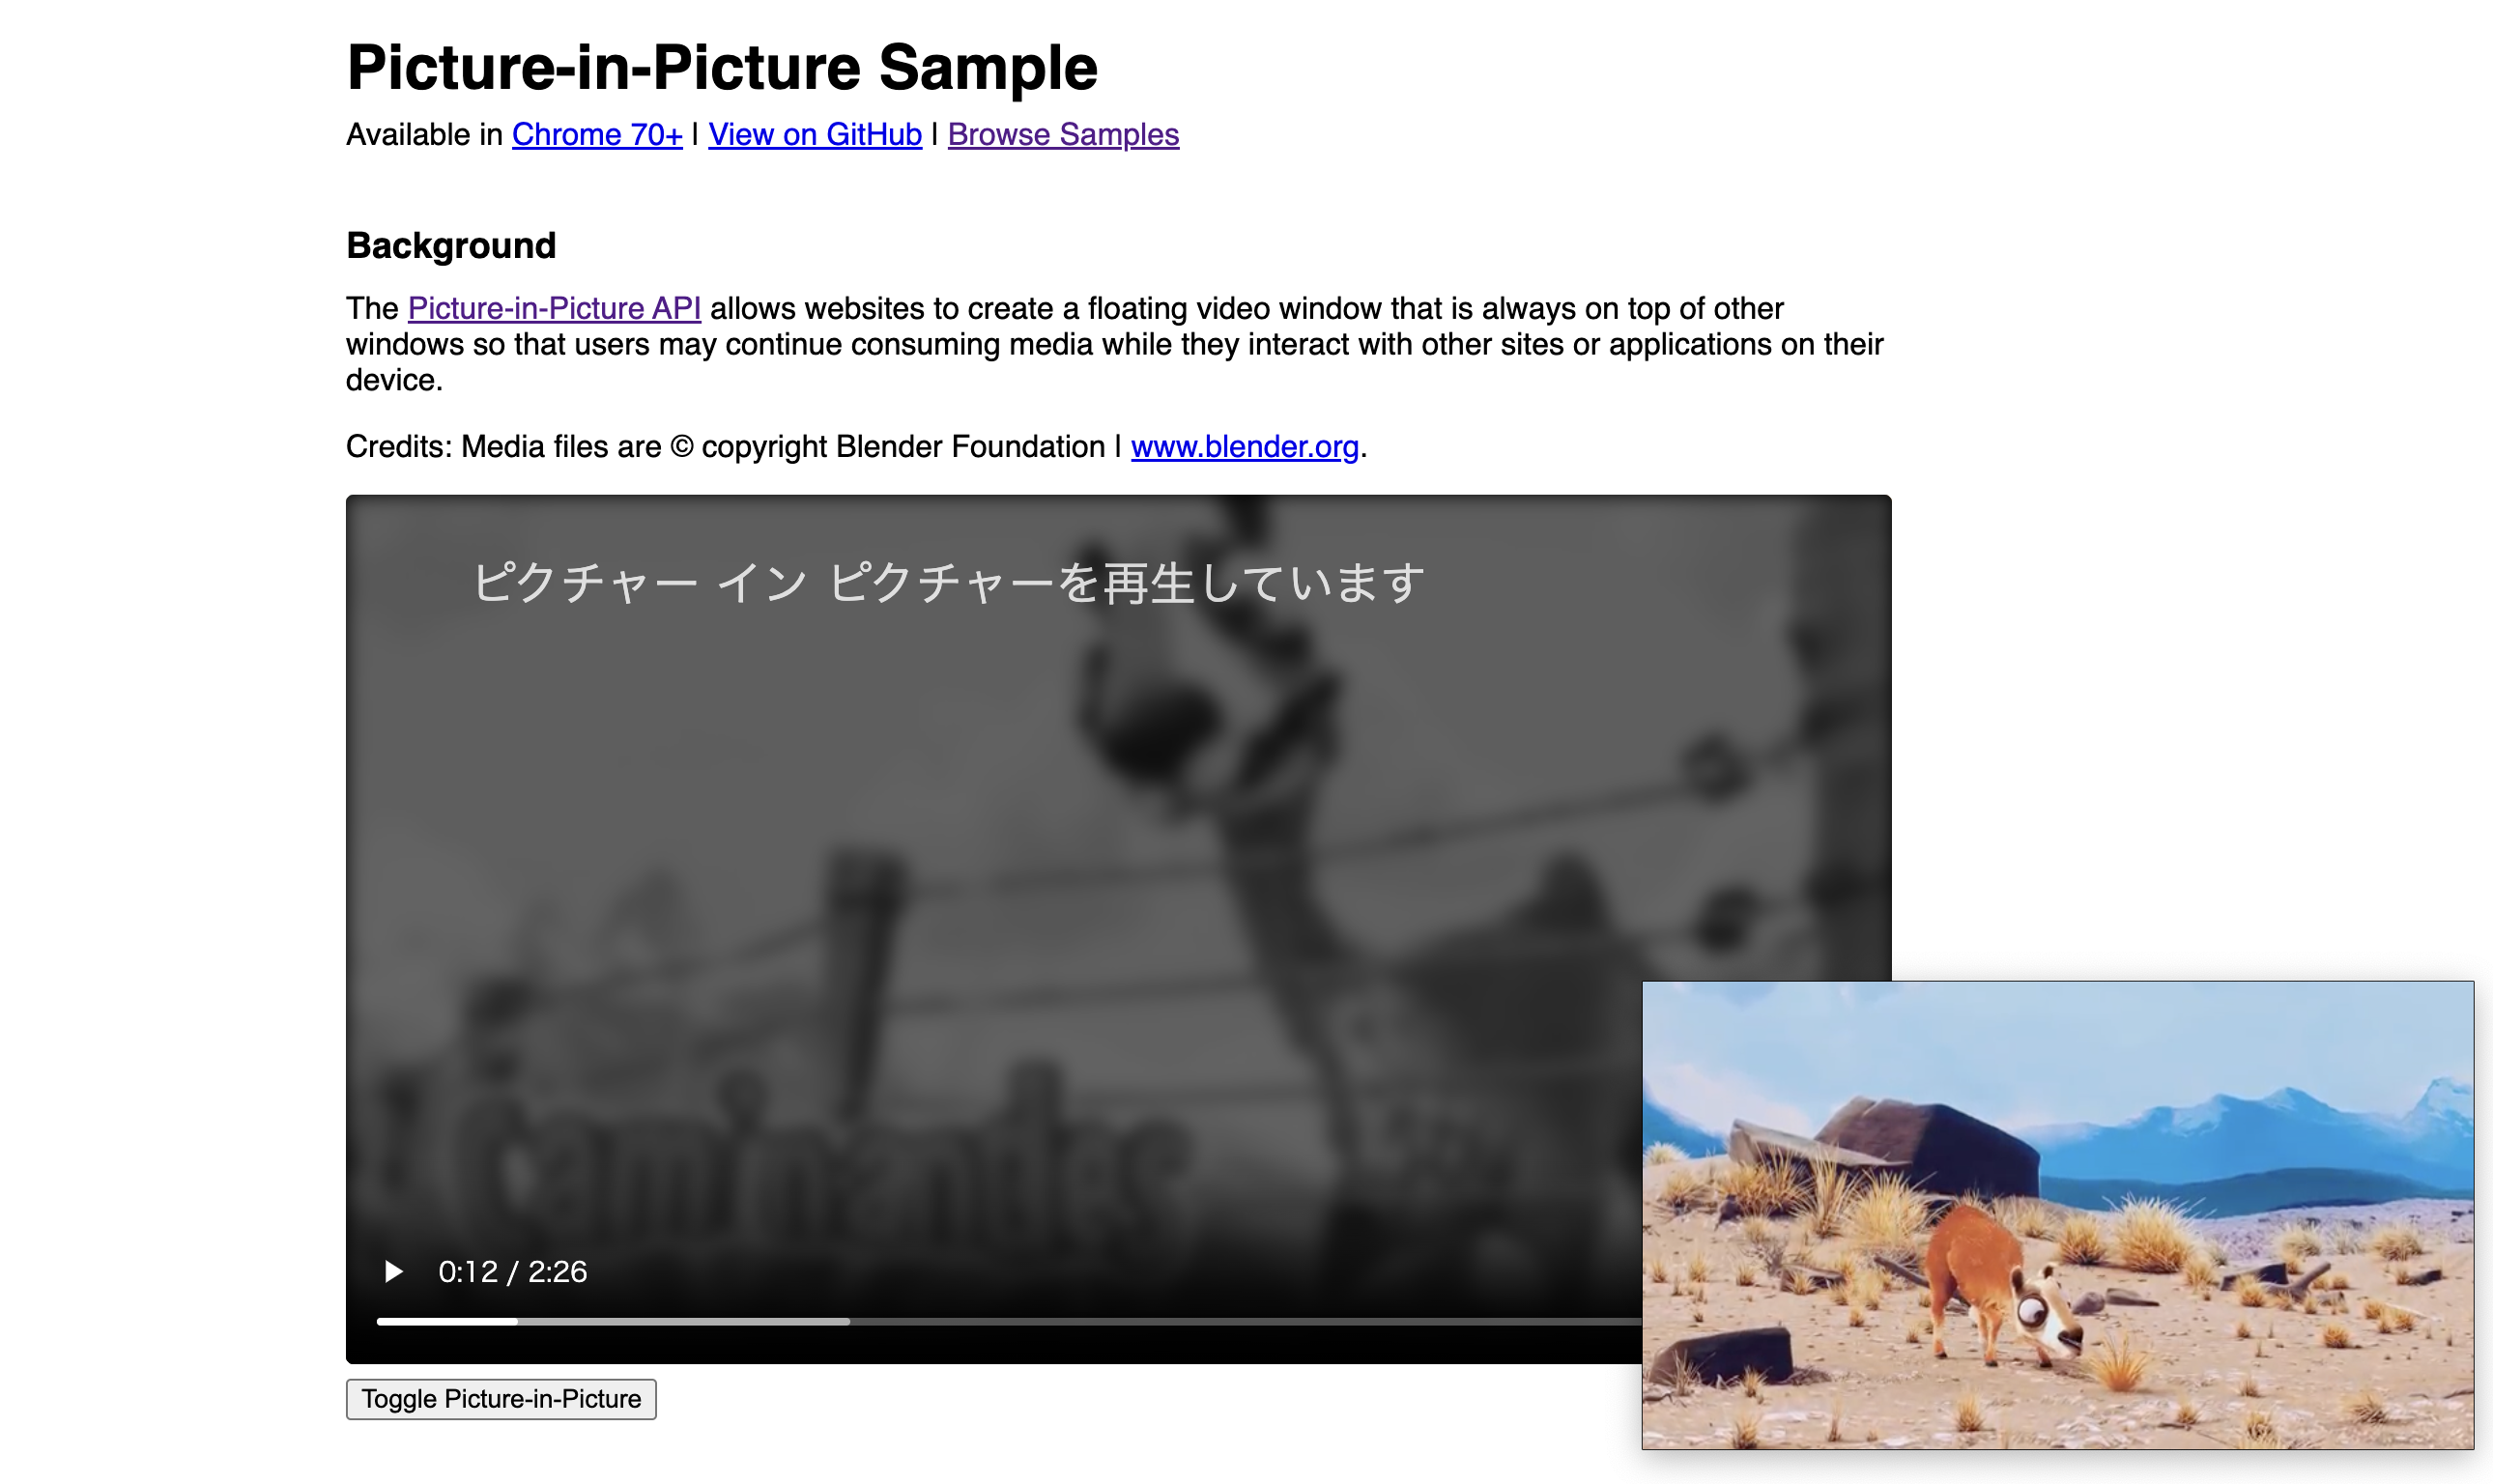 Picture-in-Picture Sample
Available in Chrome 70+ | View on GitHub | Browse Samples
Background
The Picture-in-Picture API allows websites to create a floating video window that is always on top of other
windows so that users may continue consuming media while they interact with other sites or applications on their
device.
Credits: Media files are © copyright Blender Foundation | www.blender.org.
ピクチャー イン ピクチャーを再生しています
Caminandes
0:12 / 2:26
Toggle Picture-in-Picture